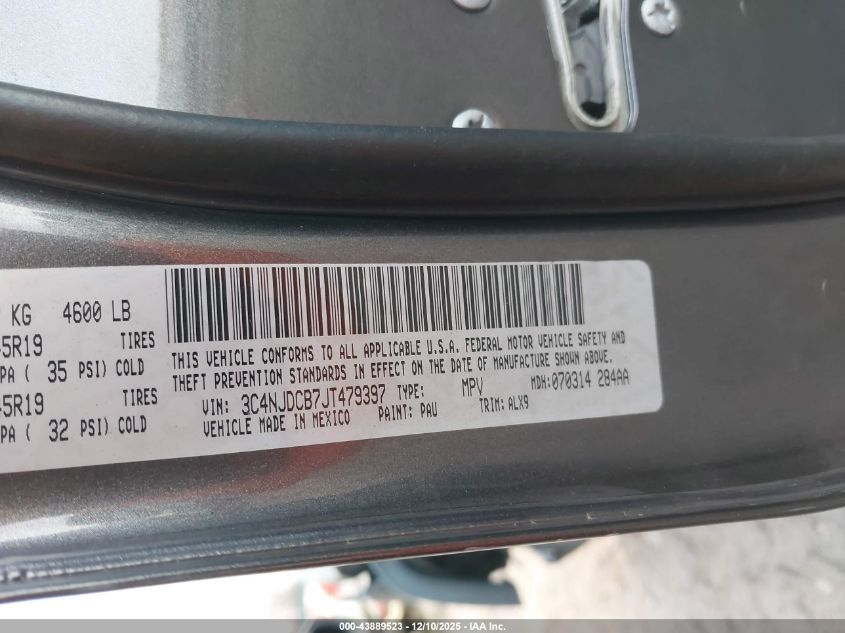 KG 4600 LB
5R19 TIRES
PA ( 35 PSI) COLD
5R19 TIRES
PA ( 32 PSI) COLD
THIS VEHICLE CONFORMS TO ALL APPLICABLE U.S.A. FEDERAL MOTOR VEHICLE SAFETY AND
THEFT PREVENTION STANDARDS IN EFFECT ON THE DATE OF MANUFACTURE SHOWN ABOVE.
VIN: 3C4NJDCB7JT479397 TYPE: MPV MDH:070314 284AA
VEHICLE MADE IN MEXICO PAINT: PAU TRIM: ALX9
000-43889523 - 12/10/2025 - IAA Inc.